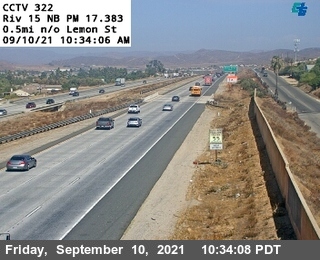 CCTV 322
Riv 15 NB PM 17.383
0.5mi n/o Lemon St
09/10/21 10:34:06 AM
Friday, September 10, 2021 10:34:08 PDT